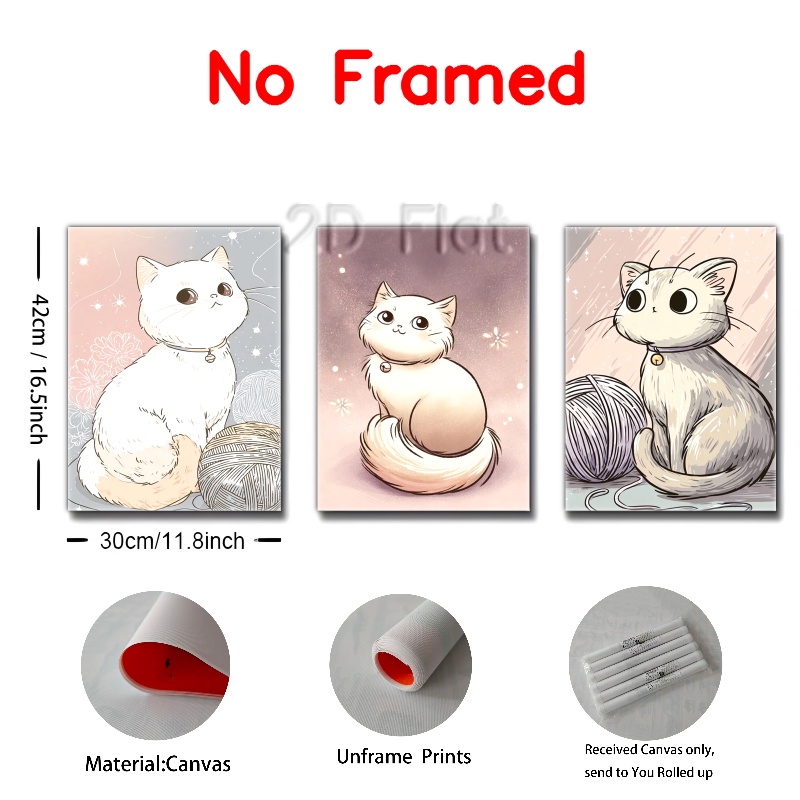 No Framed
2D Flat
42cm / 16.5inch
30cm/11.8inch
Material:Canvas
Unframe Prints
Received Canvas only,
send to You Rolled up